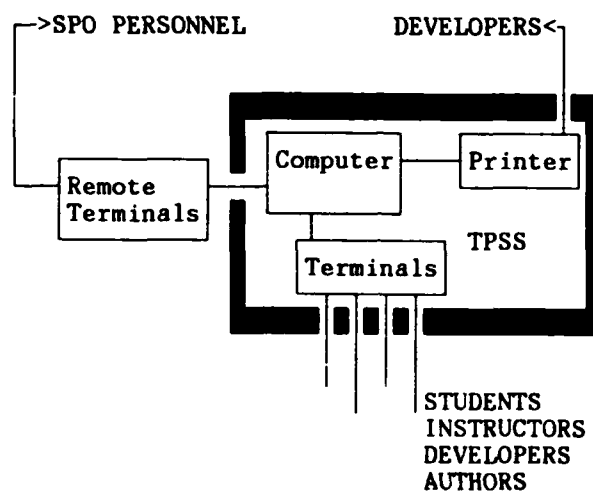 ->SPO PERSONNEL
DEVELOPERS<
Computer
Printer
Remote
Terminals
TPSS
Terminals
STUDENTS
INSTRUCTORS
DEVELOPERS
AUTHORS